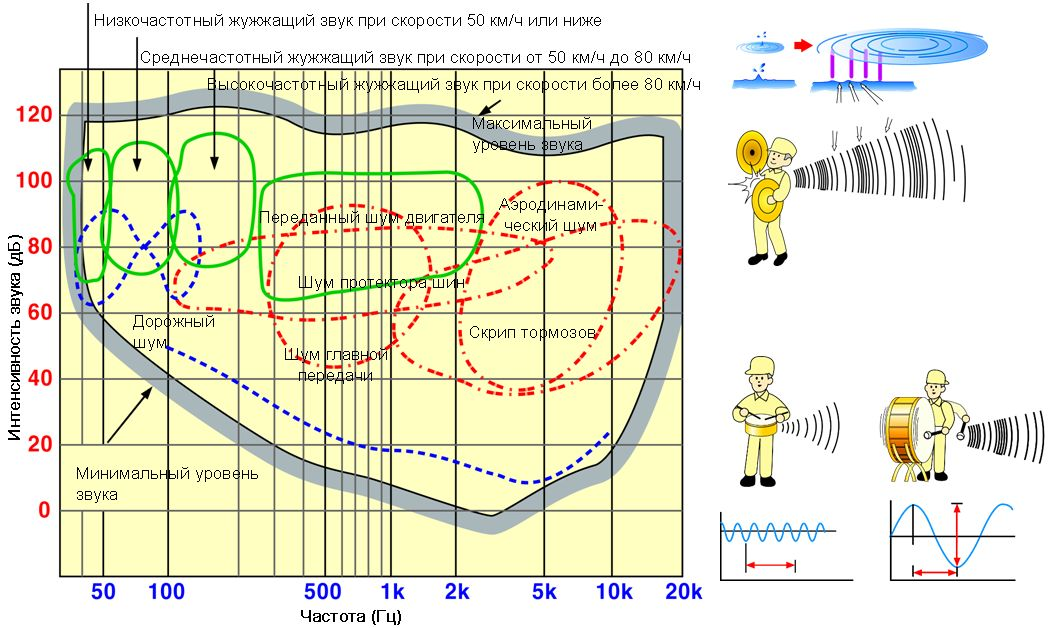 Низкочастотный жужжащий звук при скорости 50 км/ч или ниже
Среднечастотный жужжащий звук при скорости от 50 км/ч до 80 км/ч
Высокочастотный жужжащий звук при скорости более 80 км/ч
Максимальный
уровень звука
Аэродинами-
ческий шум
Переданный шум двигателя
Шум протектора шин
Дорожный
шум
Скрип тормозов
Шум главной
передачи
Минимальный уровень
звука
Интенсивность звука (дБ)
120
100
80
60
40
20
0
50 100 500 1k 2k 5k 10k 20k
Частота (Гц)